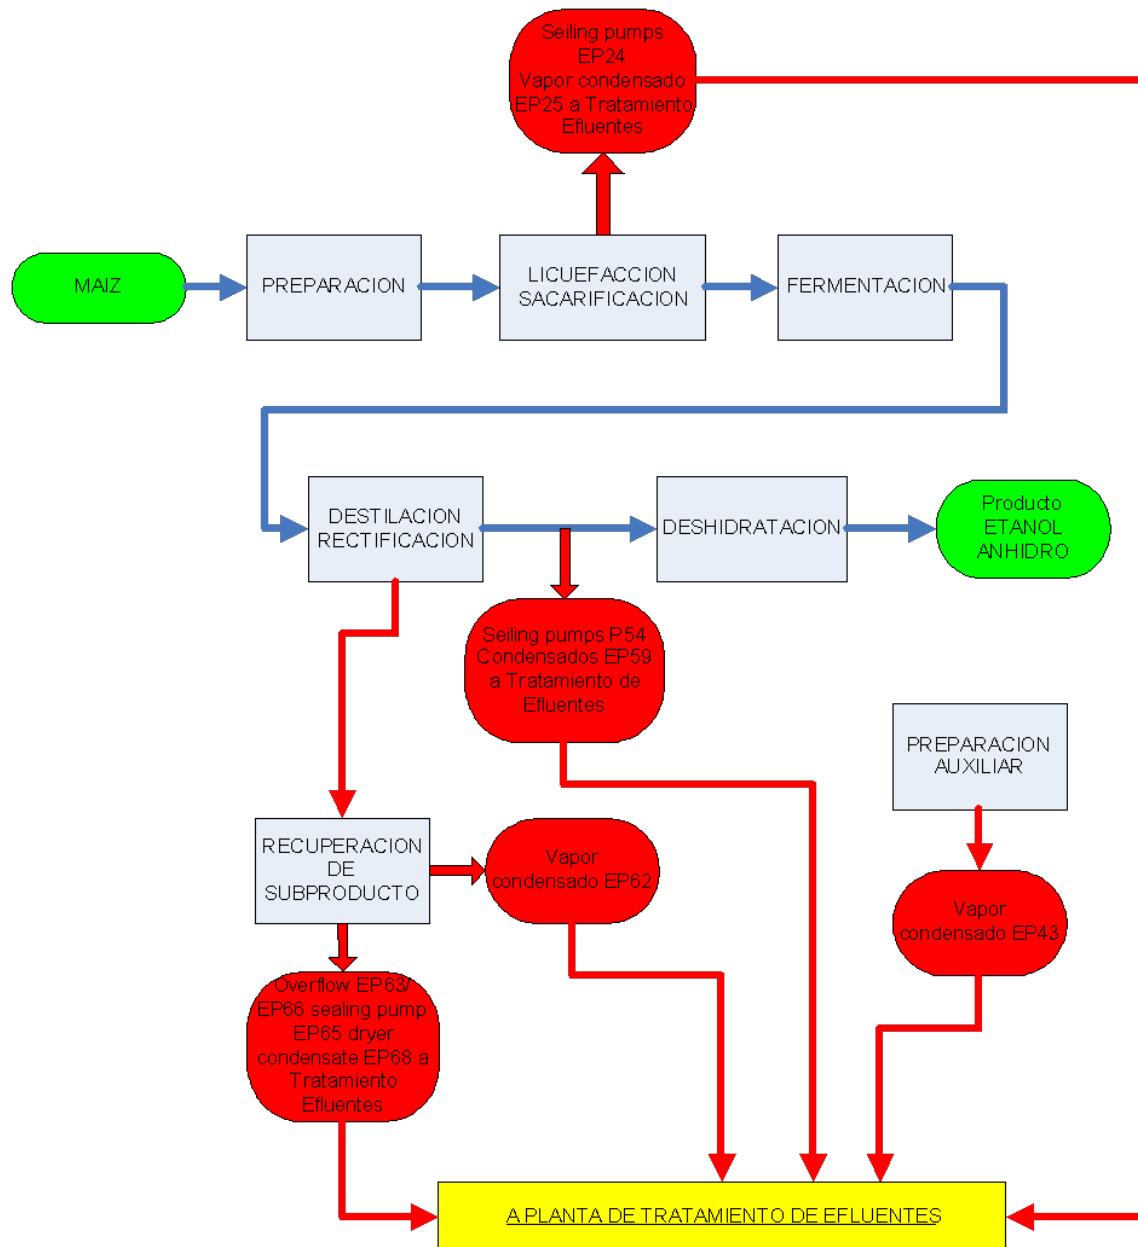 Seiling pumps
EP24
Vapor condensado
EP25 a Tratamiento
Efluentes
MAIZ
PREPARACION
LICUEFACCION
SACARIFICACION
FERMENTACION
DESTILACION
RECTIFICACION
DESHIDRATACION
Producto
ETANOL
ANHIDRO
Seiling pumps P54
Condensados EP59
a Tratamiento de
Efluentes
PREPARACION
AUXILIAR
RECUPERACION
DE
SUBPRODUCTO
Vapor
condensado EP62
Vapor
condensado EP43
Overflow EP63/
EP66 sealing pump
EP65 dryer
condensate EP68 a
Tratamiento
Efluentes
A PLANTA DE TRATAMIENTO DE EFLUENTES